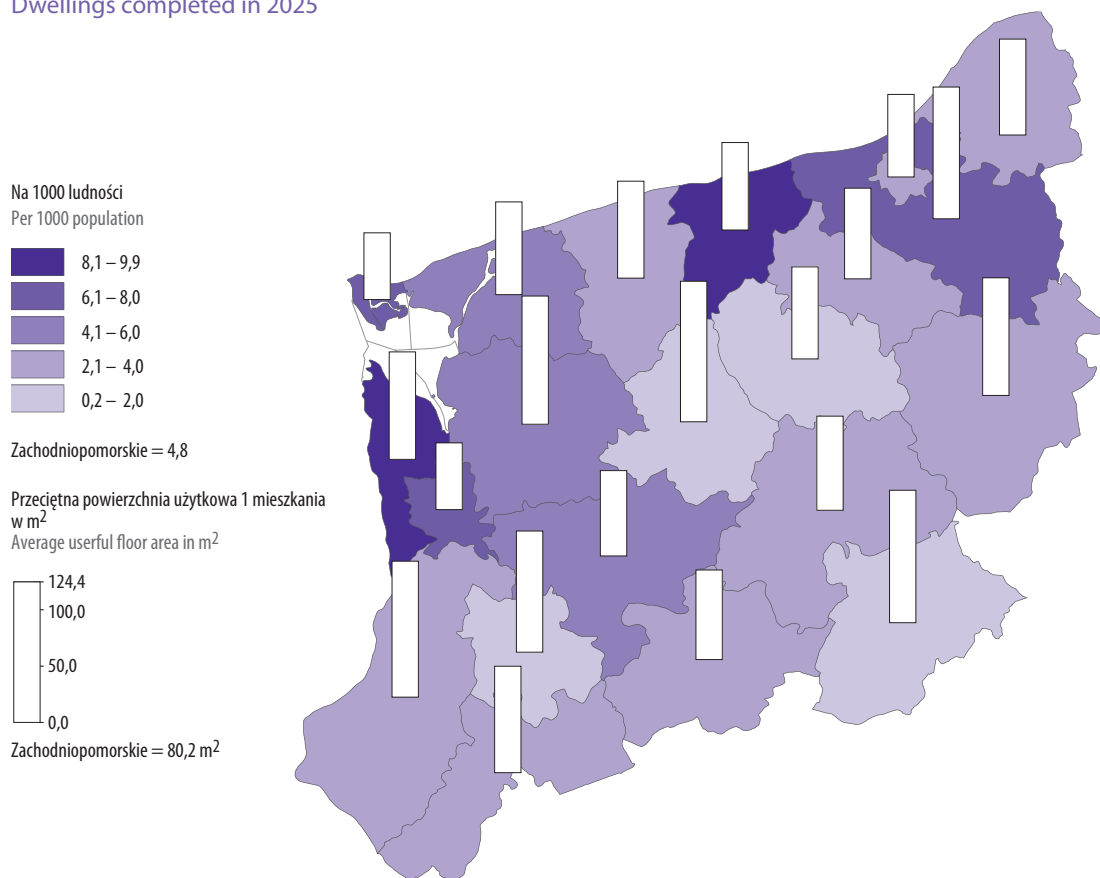 Dwellings completed in 2025
Na 1000 ludności
Per 1000 population
8,1 – 9,9
6,1 – 8,0
4,1 – 6,0
2,1 – 4,0
0,2 – 2,0
Zachodniopomorskie = 4,8
Przeciętna powierzchnia użytkowa 1 mieszkania
w m2
Average userful floor area in m2
124,4
100,0
50,0
0,0
Zachodniopomorskie = 80,2 m2